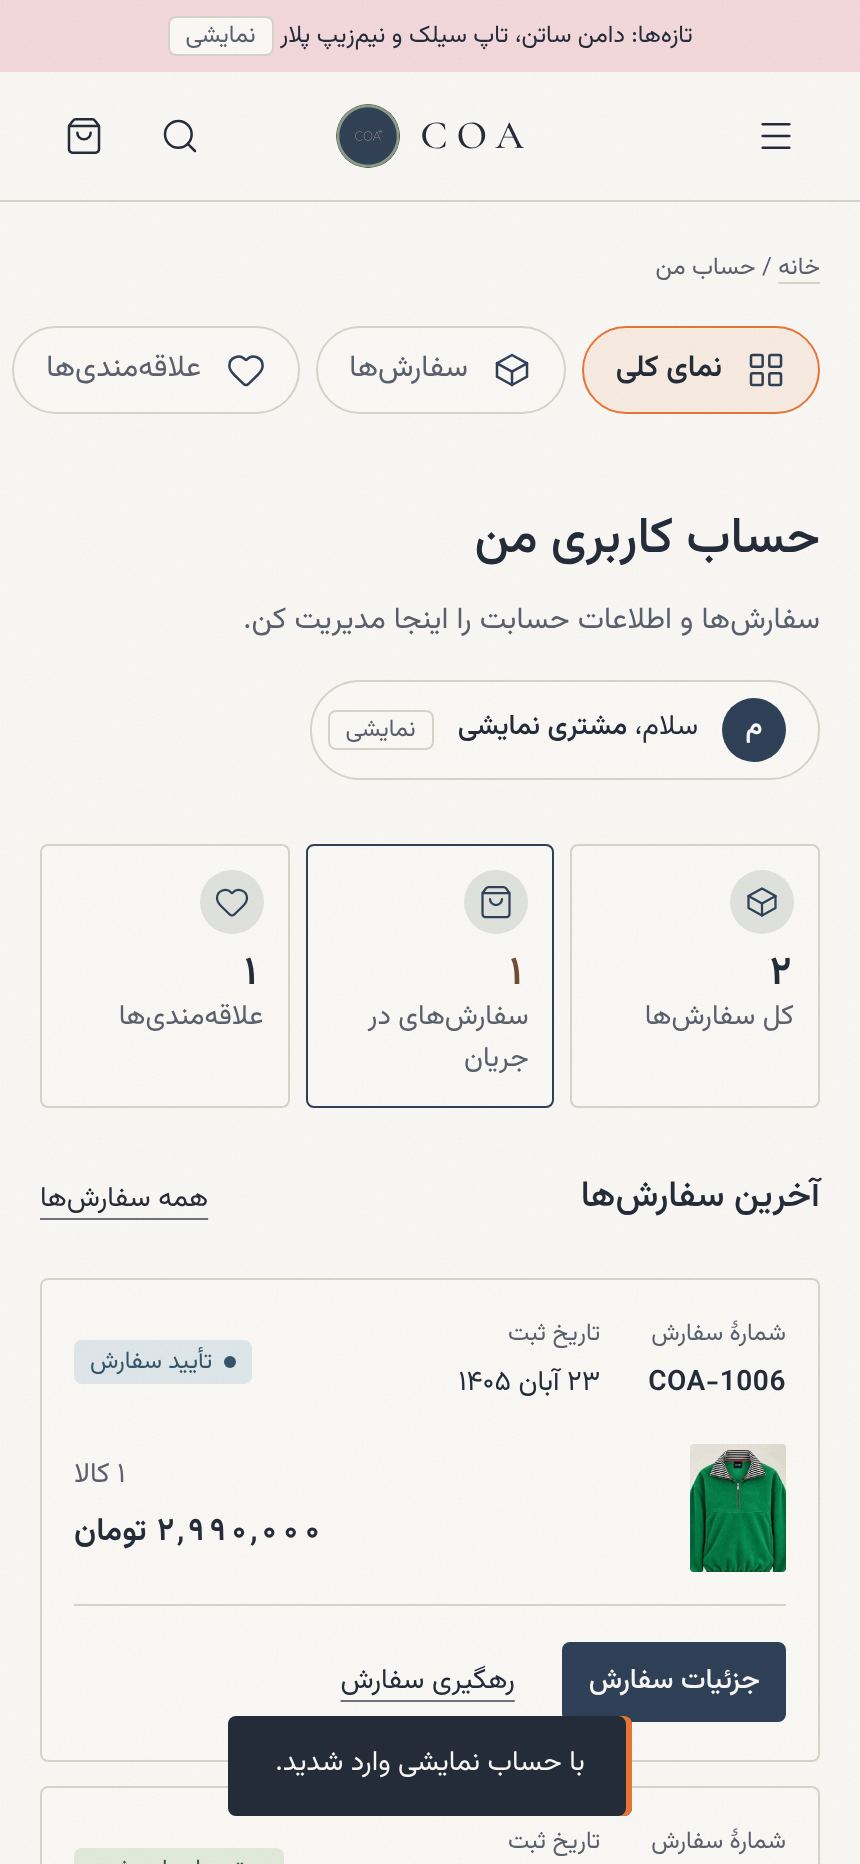 تازه‌ها: دامن ساتن، تاپ سیلک و نیم‌زیپ پلار نمایشی
COA
COA
خانه / حساب من
نمای کلی
سفارش‌ها
علاقه‌مندی‌ها
حساب کاربری من
سفارش‌ها و اطلاعات حسابت را اینجا مدیریت کن.
م
سلام، مشتری نمایشی نمایشی
۲
کل سفارش‌ها
۱
سفارش‌های در
جریان
۱
علاقه‌مندی‌ها
آخرین سفارش‌ها
همه سفارش‌ها
شمارهٔ سفارش
COA-1006
تاریخ ثبت
۲۳ آبان ۱۴۰۵
تأیید سفارش
۱ کالا
۲,۹۹۰,۰۰۰ تومان
جزئیات سفارش
رهگیری سفارش
با حساب نمایشی وارد شدید.
شمارهٔ سفارش
تاریخ ثبت